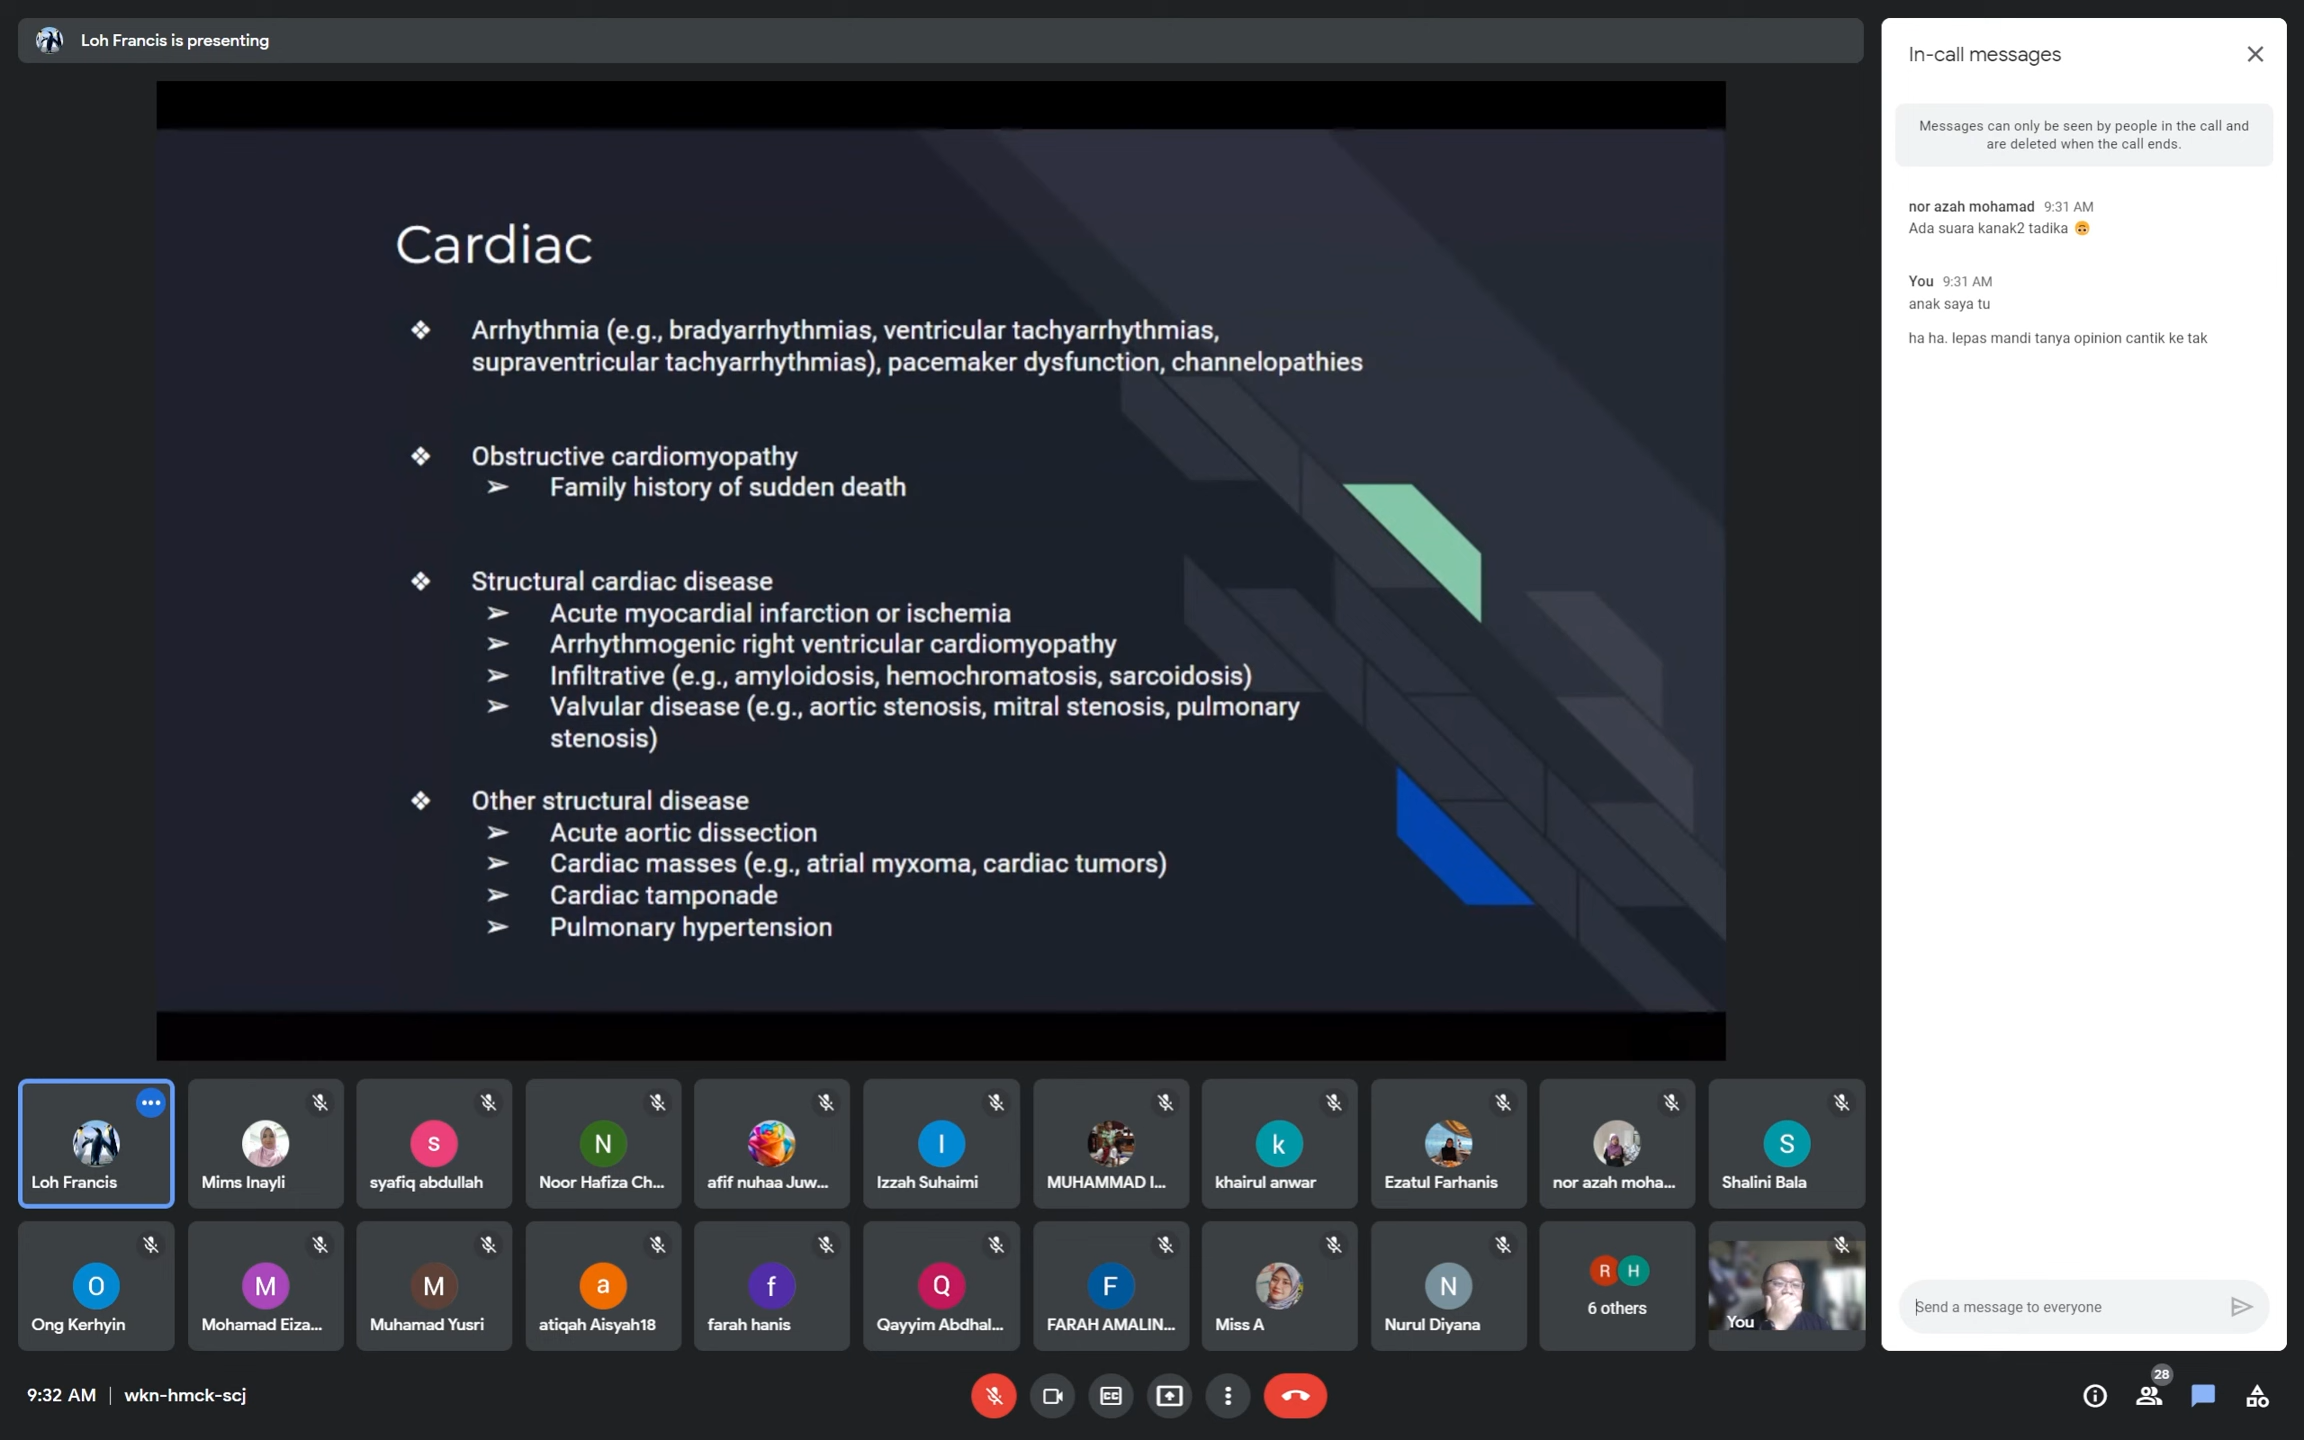 Loh Francis is presenting
Cardiac
❖ Arrhythmia (e.g., bradyarrhythmias, ventricular tachyarrhythmias,
supraventricular tachyarrhythmias), pacemaker dysfunction, channelopathies
❖ Obstructive cardiomyopathy
➢ Family history of sudden death
❖ Structural cardiac disease
➢ Acute myocardial infarction or ischemia
➢ Arrhythmogenic right ventricular cardiomyopathy
➢ Infiltrative (e.g., amyloidosis, hemochromatosis, sarcoidosis)
➢ Valvular disease (e.g., aortic stenosis, mitral stenosis, pulmonary
stenosis)
❖ Other structural disease
➢ Acute aortic dissection
➢ Cardiac masses (e.g., atrial myxoma, cardiac tumors)
➢ Cardiac tamponade
➢ Pulmonary hypertension
In-call messages
Messages can only be seen by people in the call and
are deleted when the call ends.
nor azah mohamad 9:31 AM
Ada suara kanak2 tadika 🙃
You 9:31 AM
anak saya tu
ha ha. lepas mandi tanya opinion cantik ke tak
Send a message to everyone
Loh Francis
Mims Inayli
s
syafiq abdullah
N
Noor Hafiza Ch...
afif nuhaa Juw...
I
Izzah Suhaimi
MUHAMMAD I...
k
khairul anwar
Ezatul Farhanis
nor azah moha...
S
Shalini Bala
O
Ong Kerhyin
M
Mohamad Eiza...
M
Muhamad Yusri
a
atiqah Aisyah18
f
farah hanis
Q
Qayyim Abdhal...
F
FARAH AMALIN...
Miss A
N
Nurul Diyana
R H
6 others
You
9:32 AM | wkn-hmck-scj
CC
28